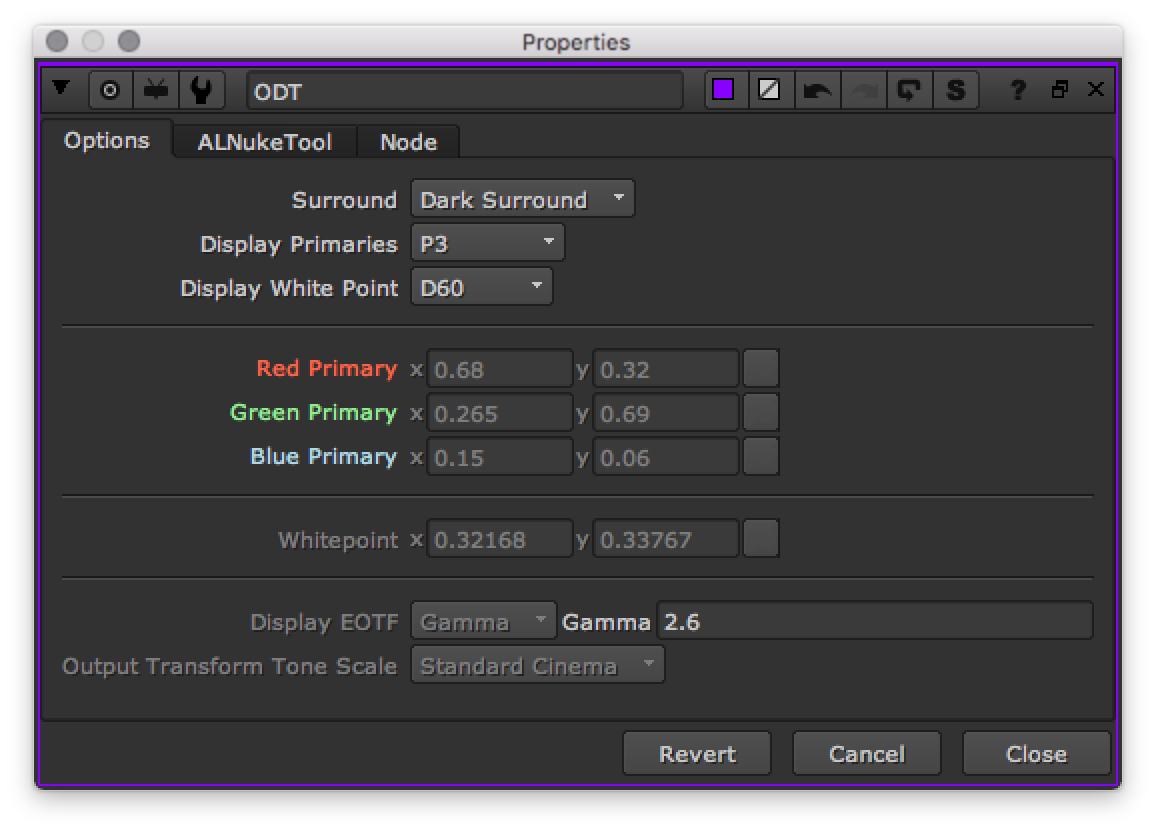 Properties
ODT S ?
Options ALNukeTool Node
Surround Dark Surround
Display Primaries P3
Display White Point D60
Red Primary x 0.68 y 0.32
Green Primary x 0.265 y 0.69
Blue Primary x 0.15 y 0.06
Whitepoint x 0.32168 y 0.33767
Display EOTF Gamma Gamma 2.6
Output Transform Tone Scale Standard Cinema
Revert Cancel Close